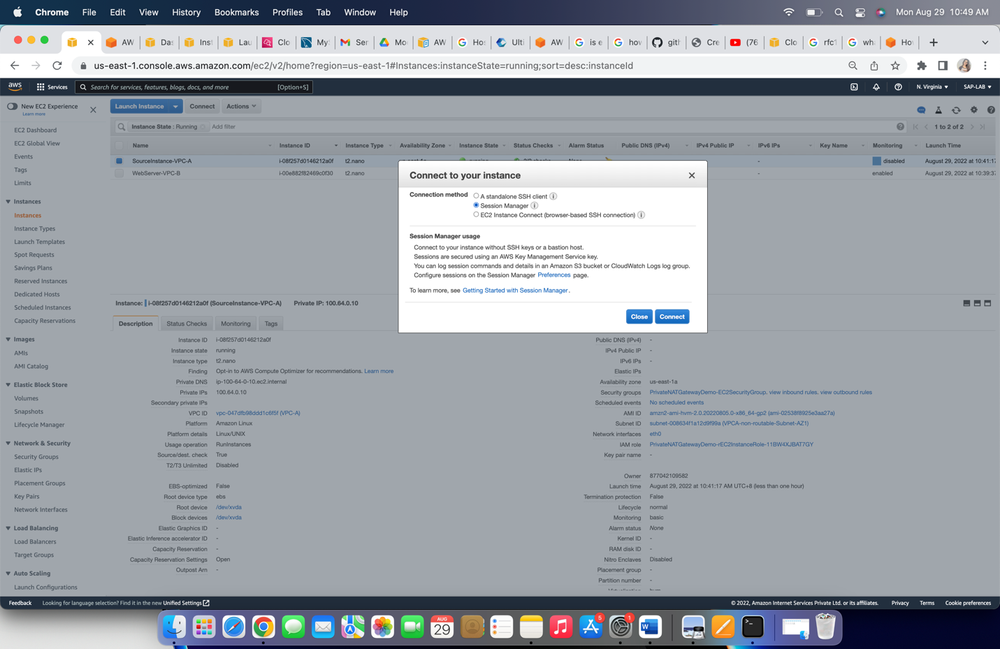 Chrome File Edit View History Bookmarks Profiles Tab Window Help Mon Aug 29 10:49 AM
AW Das Inst Lau Clo My Ser Mo AW Hos Ulti AW is e how gith Cre (76 Clo rfc1 wha Ho
us-east-1.console.aws.amazon.com/ec2/v2/home?region=us-east-1#Instances:instanceState=running;sort=desc:instanceId
aws Services Search for services, features, blogs, docs, and more [Option+S] N. Virginia SAP-LAB
New EC2 Experience
Learn more
Launch Instance Connect Actions
Instance State : Running Add filter 1 to 2 of 2
Name Instance ID Instance Type Availability Zone Instance State Status Checks Alarm Status Public DNS (IPv4) IPv4 Public IP IPv6 IPs Key Name Monitoring Launch Time
SourceInstance-VPC-A i-08f257d0146212a0f t2.nano - disabled August 29, 2022 at 10:41:17
WebServer-VPC-B i-00e882f82469c0f30 t2.nano - enabled August 29, 2022 at 10:39:37
EC2 Dashboard
EC2 Global View
Events
Tags
Limits
Instances
Instances
Instance Types
Launch Templates
Spot Requests
Savings Plans
Reserved Instances
Dedicated Hosts
Scheduled Instances
Capacity Reservations
Images
AMIs
AMI Catalog
Elastic Block Store
Volumes
Snapshots
Lifecycle Manager
Network & Security
Security Groups
Elastic IPs
Placement Groups
Key Pairs
Network Interfaces
Load Balancing
Load Balancers
Target Groups
Auto Scaling
Launch Configurations
Connect to your instance
Connection method A standalone SSH client
Session Manager
EC2 Instance Connect (browser-based SSH connection)
Session Manager usage
Connect to your instance without SSH keys or a bastion host.
Sessions are secured using an AWS Key Management Service key.
You can log session commands and details in an Amazon S3 bucket or CloudWatch Logs log group.
Configure sessions on the Session Manager Preferences page.
To learn more, see Getting Started with Session Manager.
Close Connect
Instance: i-08f257d0146212a0f (SourceInstance-VPC-A) Private IP: 100.64.0.10
Description Status Checks Monitoring Tags
Instance ID i-08f257d0146212a0f
Instance state running
Instance type t2.nano
Finding Opt-in to AWS Compute Optimizer for recommendations. Learn more
Private DNS ip-100-64-0-10.ec2.internal
Private IPs 100.64.0.10
Secondary private IPs
VPC ID vpc-047dfb98ddd1c6f5f (VPC-A)
Platform Amazon Linux
Platform details Linux/UNIX
Usage operation RunInstances
Source/dest. check True
T2/T3 Unlimited Disabled
EBS-optimized False
Root device type ebs
Root device /dev/xvda
Block devices /dev/xvda
Elastic Graphics ID -
Elastic Inference accelerator ID -
Capacity Reservation -
Capacity Reservation Settings Open
Outpost Arn -
Public DNS (IPv4) -
IPv4 Public IP -
IPv6 IPs -
Elastic IPs
Availability zone us-east-1a
Security groups PrivateNATGatewayDemo-EC2SecurityGroup. view inbound rules. view outbound rules
Scheduled events No scheduled events
AMI ID amzn2-ami-hvm-2.0.20220805.0-x86_64-gp2 (ami-02538f8925e3aa27a)
Subnet ID subnet-008634f1a12d9f99a (VPCA-non-routable-Subnet-AZ1)
Network interfaces eth0
IAM role PrivateNATGatewayDemo-rEC2InstanceRole-11BW4XJBAT7GY
Key pair name -
Owner 877042109582
Launch time August 29, 2022 at 10:41:17 AM UTC+8 (less than one hour)
Termination protection False
Lifecycle normal
Monitoring basic
Alarm status None
Kernel ID -
RAM disk ID -
Nitro Enclaves Disabled
Placement group -
Partition number -
Feedback Looking for language selection? Find it in the new Unified Settings © 2022, Amazon Internet Services Private Ltd. or its affiliates. Privacy Terms Cookie preferences
AUG
29
5
1